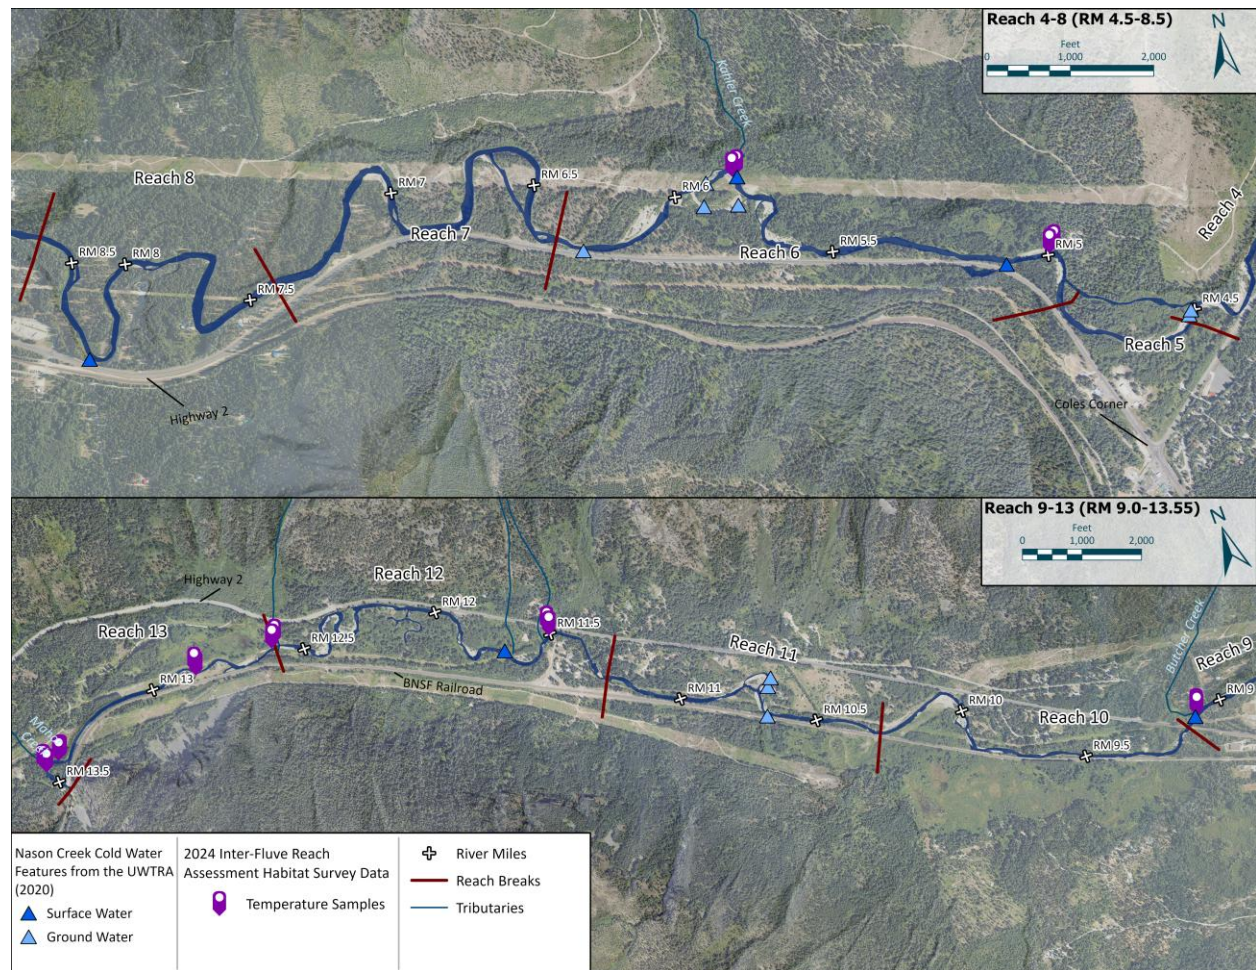 Reach 4-8 (RM 4.5-8.5)
N
Feet
0 1,000 2,000
Kahler Creek
Reach 8
RM 7
RM 6.5
RM 6
Reach 4
RM 8.5
RM 8
Reach 7
Reach 6
RM 5.5
RM 5
RM 7.5
RM 4.5
Reach 5
Highway 2
Coles Corner
Reach 9-13 (RM 9.0-13.55)
N
Feet
0 1,000 2,000
Highway 2
Reach 12
Reach 13
RM 12
RM 11.5
RM 12.5
Reach 11
Butcher Creek
Reach 9
RM 13
BNSF Railroad
RM 11
RM 10.5
RM 10
Reach 10
RM 9
RM 9.5
Creek
RM 13.5
Nason Creek Cold Water
Features from the UWTRA
(2020)
Surface Water
Ground Water
2024 Inter-Fluve Reach
Assessment Habitat Survey Data
Temperature Samples
River Miles
Reach Breaks
Tributaries